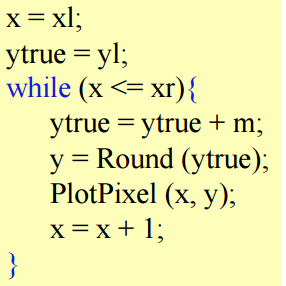 x = xl;
ytrue = yl;
while (x <= xr){
ytrue = ytrue + m;
y = Round (ytrue);
PlotPixel (x, y);
x = x + 1;
}